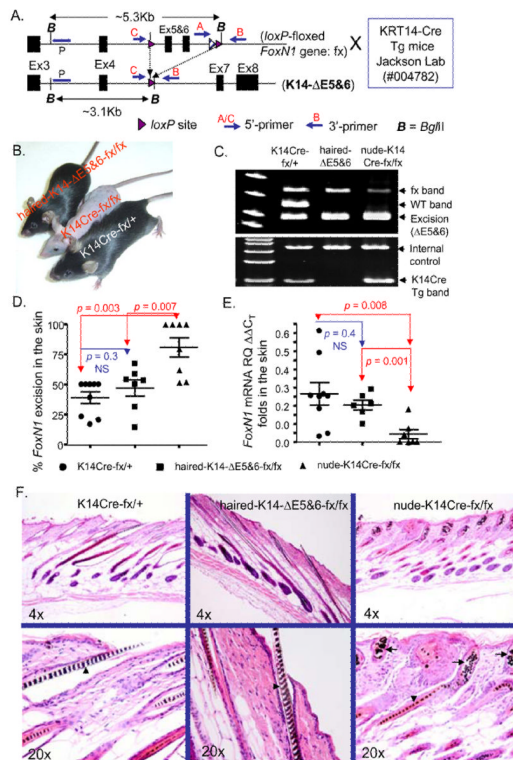 A.
~5.3Kb
B
B
P
C
Ex5&6
A
B
(loxP-floxed
FoxN1 gene: fx)
X
KRT14-Cre
Tg mice
Jackson Lab
(#004782)
Ex3
Ex4
C
Ex7
Ex8
B
P
B
B
(K14-ΔE5&6)
~3.1Kb
loxP site
A/C
5'-primer
B
3'-primer
B = BglII
B.
haired-K14-ΔE5&6-fx/fx
K14Cre-fx/fx
K14Cre-fx/+
C.
K14Cre-
fx/+
haired-
ΔE5&6
nude-K14
Cre-fx/fx
fx band
WT band
Excision
(ΔE5&6)
Internal
control
K14Cre
Tg band
D.
p = 0.003
p = 0.007
p = 0.3
NS
100
75
50
25
0
% FoxN1 excision in the skin
E.
p = 0.008
p = 0.4
NS
p = 0.001
FoxN1 mRNA RQ ΔΔCT
folds in the skin
0.6
0.4
0.3
0.2
0.1
0.0
K14Cre-fx/+
haired-K14-ΔE5&6-fx/fx
nude-K14Cre-fx/fx
F.
K14Cre-fx/+
haired-K14-ΔE5&6-fx/fx
nude-K14Cre-fx/fx
4x
4x
4x
20x
20x
20x